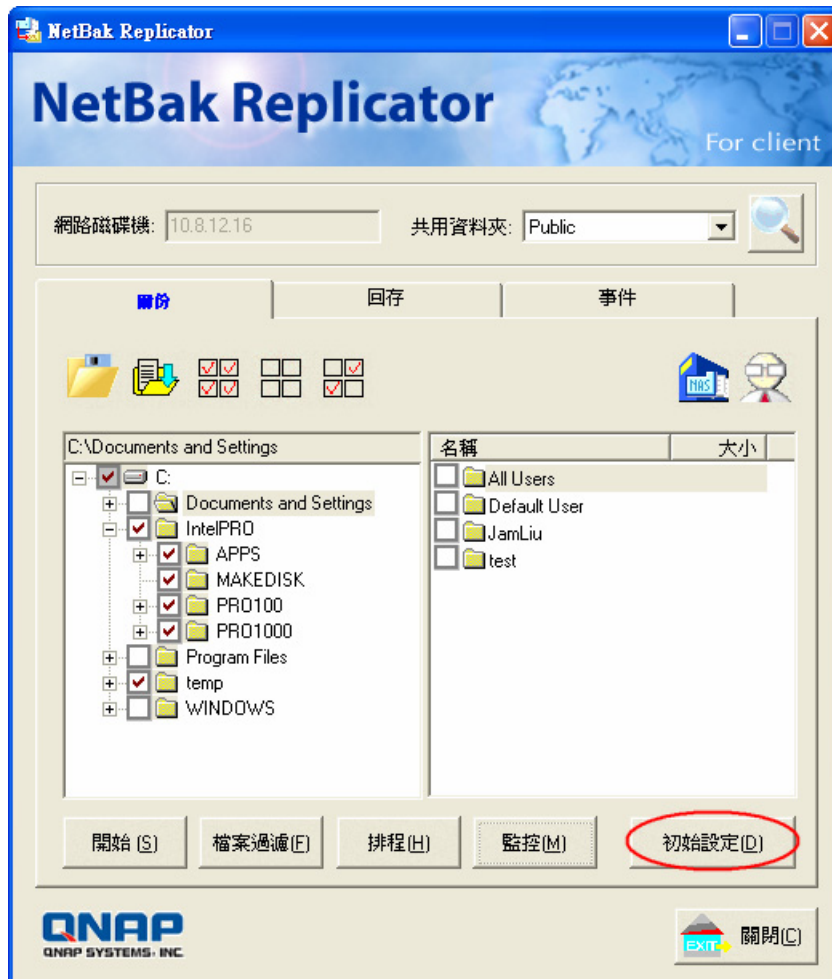 NetBak Replicator
NetBak Replicator
For client
網路磁碟機: 10.8.12.16 共用資料夾: Public
備份 回存 事件
NAS
C:\Documents and Settings
C:
Documents and Settings
IntelPRO
APPS
MAKEDISK
PRO100
PRO1000
Program Files
temp
WINDOWS
名稱 大小
All Users
Default User
JamLiu
test
開始 (S) 檔案過濾(F) 排程(H) 監控(M) 初始設定(D)
QNAP
QNAP SYSTEMS. INC
EXIT 關閉(C)